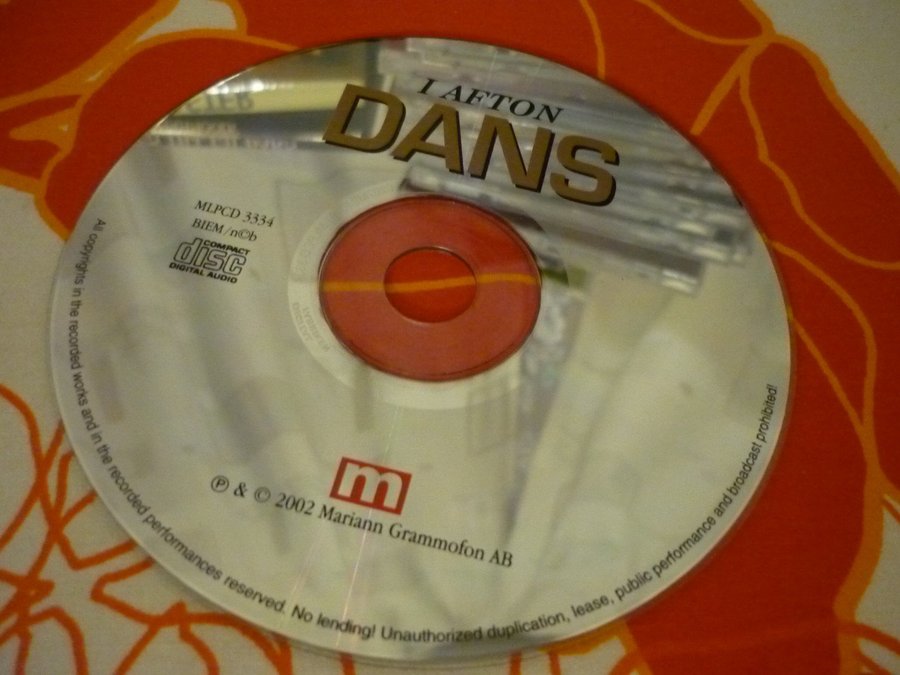 I AFTON
DANS
MLPCD 3334
BIEM/n©b
COMPACT
disc
DIGITAL AUDIO
m
℗ & © 2002 Mariann Grammofon AB
All copyrights in the recorded works and in the recorded performances reserved. No lending! Unauthorized duplication, lease, public performance and broadcast prohibited!